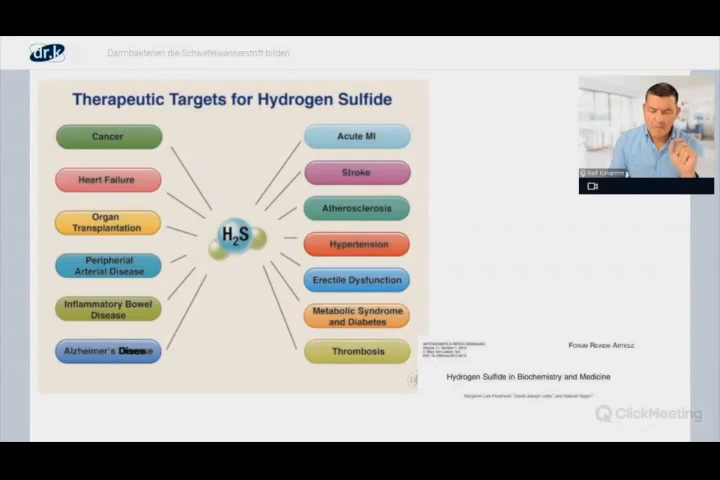 dr.k
Darmbakterien die Schwefelwasserstoff bilden
Therapeutic Targets for Hydrogen Sulfide
Cancer
Heart Failure
Organ
Transplantation
Peripheral
Arterial Disease
Inflammatory Bowel
Disease
Alzheimer's Disease
H2S
Acute MI
Stroke
Atherosclerosis
Hypertension
Erectile Dysfunction
Metabolic Syndrome
and Diabetes
Thrombosis
Ralf Kirkamm
FORUM REVIEW ARTICLE
Hydrogen Sulfide in Biochemistry and Medicine
ClickMeeting